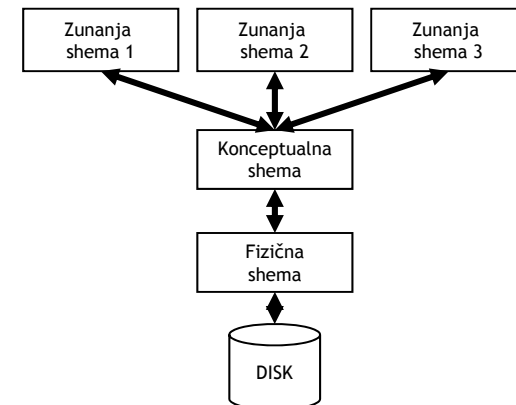 Zunanja
shema 1
Zunanja
shema 2
Zunanja
shema 3
Konceptualna
shema
Fizična
shema
DISK